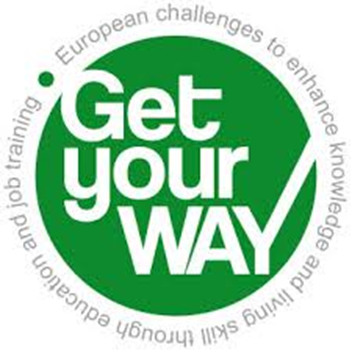 Get
your
WAY
European challenges to enhance knowledge and living skill through education and job training